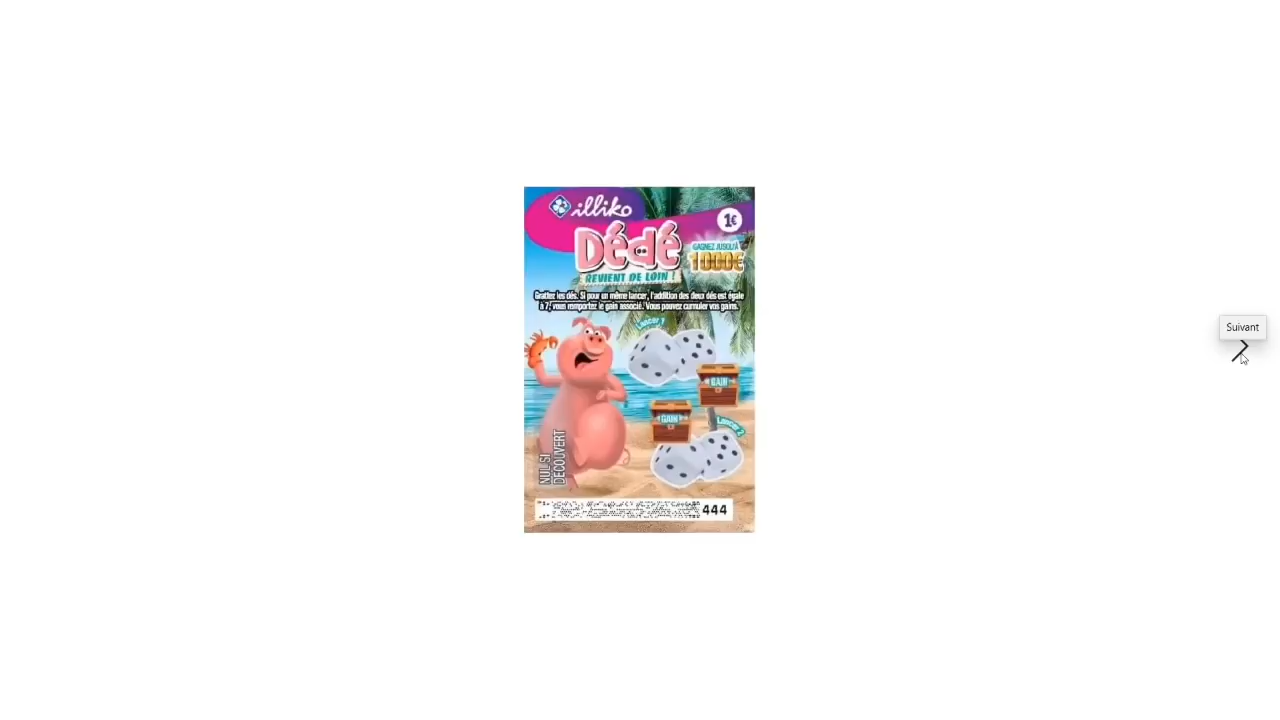 illiko
1€
Dédé
REVIENT DE LOIN !
GAGNEZ JUSQU'À
1000€
Grattez les dés. Si pour un même lancer, l'addition des deux dés est égale
à 7, vous remportez le gain associé. Vous pouvez cumuler vos gains.
Lancer 1
GAIN
GAIN
Lancer 2
NUL SI
DECOUVERT
444
Suivant